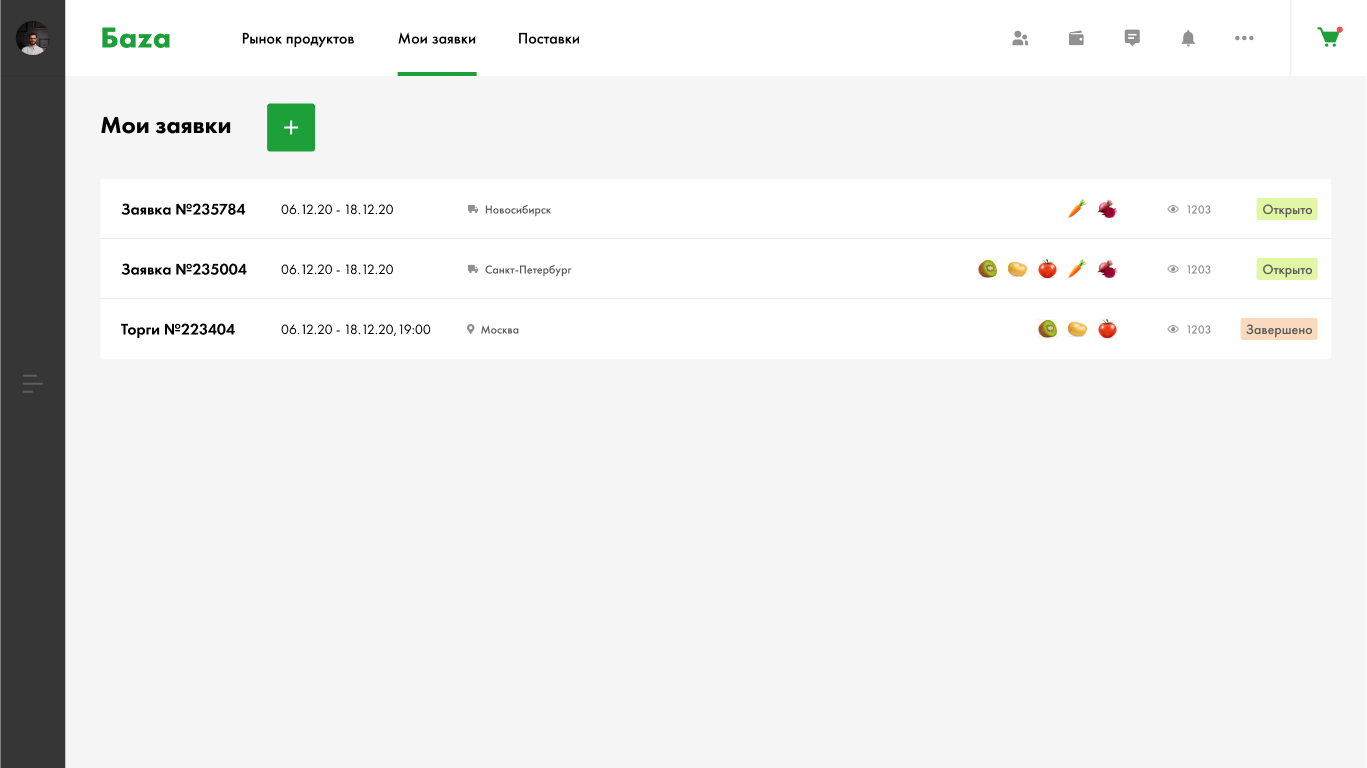 Баzа
Рынок продуктов
Мои заявки
Поставки
Мои заявки
Заявка №235784 06.12.20 - 18.12.20 Новосибирск 1203 Открыто
Заявка №235004 06.12.20 - 18.12.20 Санкт-Петербург 1203 Открыто
Торги №223404 06.12.20 - 18.12.20, 19:00 Москва 1203 Завершено